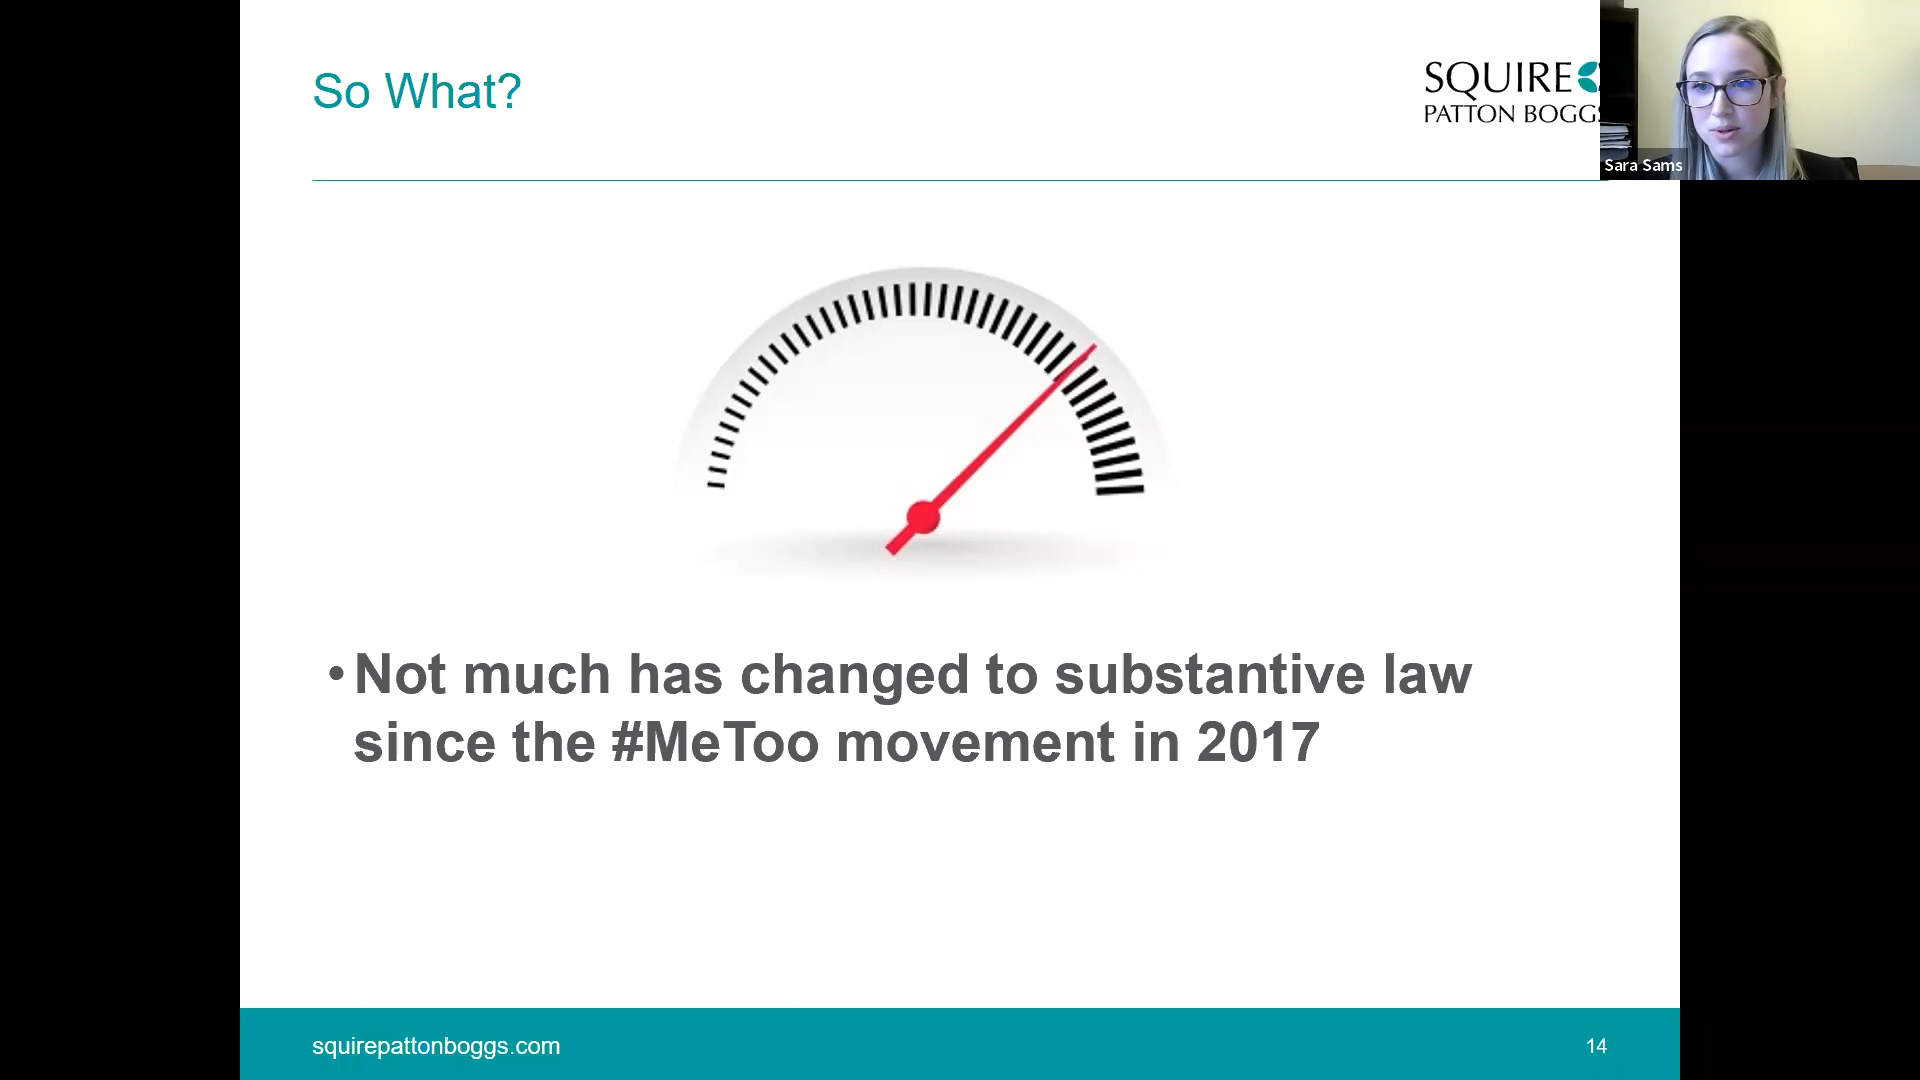 So What?
SQUIRE
PATTON BOGGS
Sara Sams
•Not much has changed to substantive law
since the #MeToo movement in 2017
squirepattonboggs.com
14